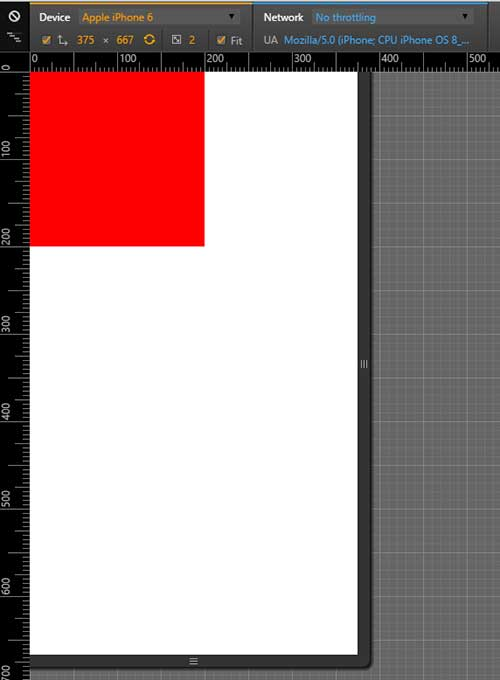 Device Apple iPhone 6 Network No throttling
375 × 667 2 Fit UA Mozilla/5.0 (iPhone; CPU iPhone OS 8_...
0 100 200 300 400 500
0
100
200
300
400
500
600
700